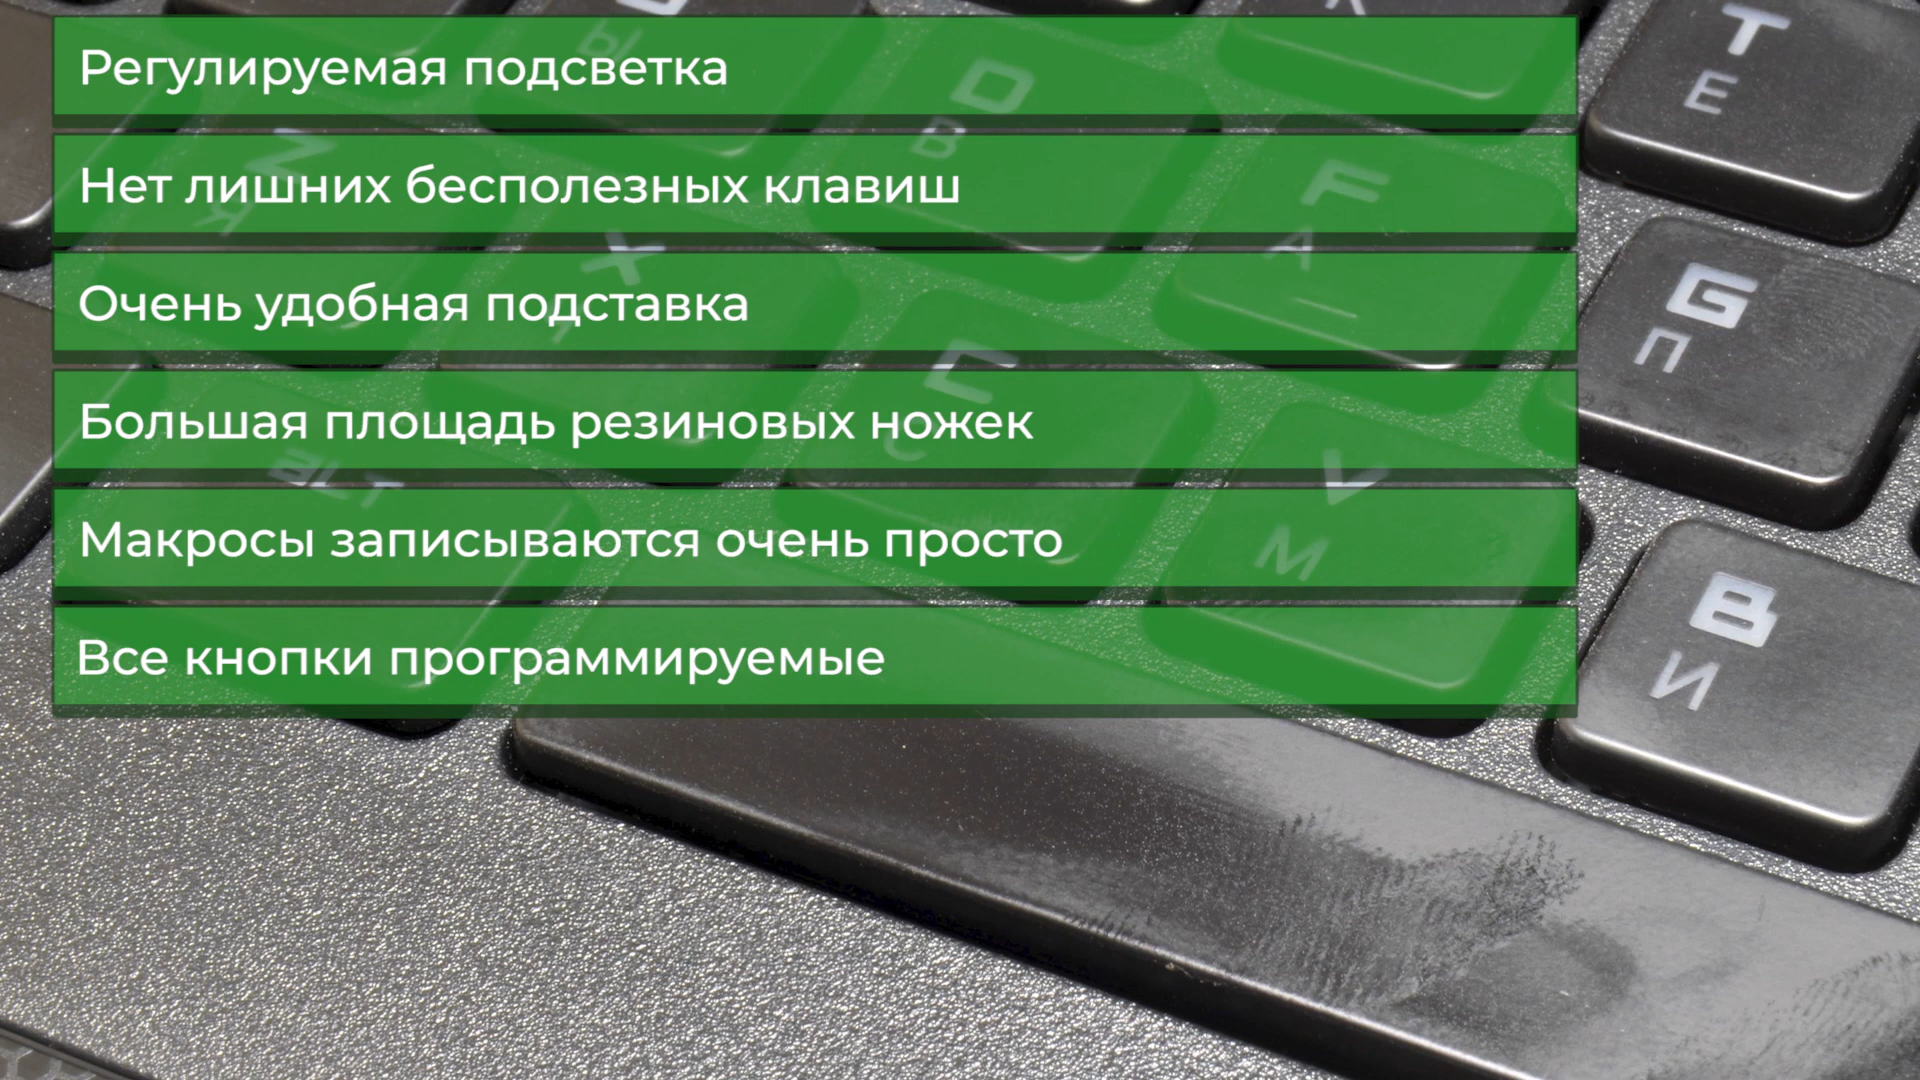 Регулируемая подсветка
Нет лишних бесполезных клавиш
Очень удобная подставка
Большая площадь резиновых ножек
Макросы записываются очень просто
Все кнопки программируемые
T
Е
Ы
D
В
F
А
G
П
Z
Я
X
C
С
V
М
B
И
ALT